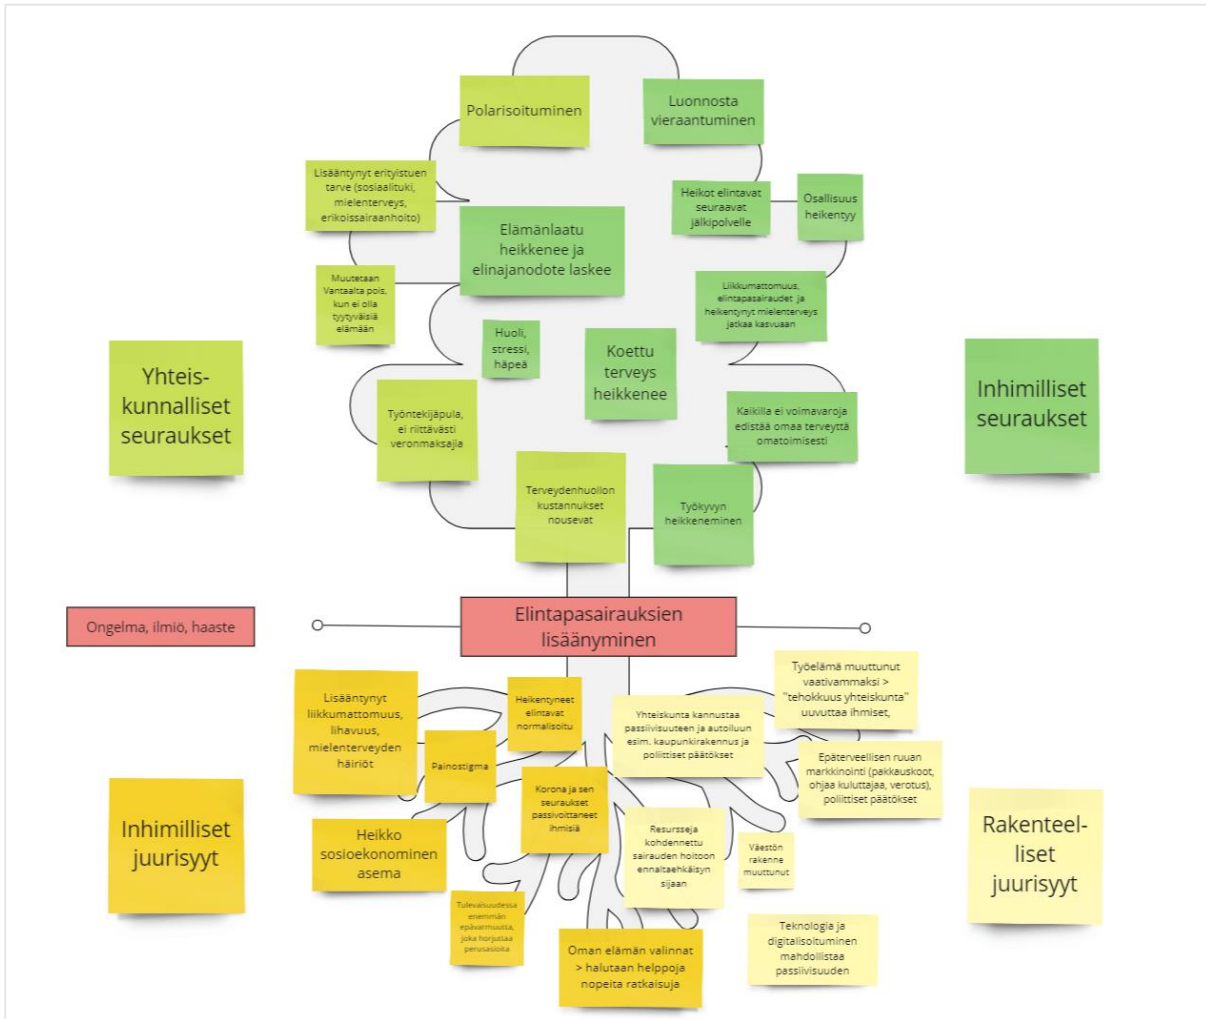 Polarisoituminen
Luonnosta
vieraantuminen
Lisääntynyt erityistuen
tarve (sosiaalituki,
mielenterveys,
erikoissairaanhoito)
Heikot elintavat
seuraavat
jälkipolvelle
Osallisuus
heikentyy
Elämänlaatu
heikkenee ja
elinajanodote laskee
Muutetaan
Vantaalta pois,
kun ei olla
tyytyväisiä
elämään
Liikkumattomuus,
elintapasairaudet ja
heikentynyt mielenterveys
jatkaa kasvuaan
Huoli,
stressi,
häpeä
Koettu
terveys
heikkenee
Yhteis-
kunnalliset
seuraukset
Inhimilliset
seuraukset
Työntekijäpula,
ei riittävästi
veronmaksajia
Kaikilla ei voimavaroja
edistää omaa terveyttä
omatoimisesti
Terveydenhuollon
kustannukset
nousevat
Työkyvyn
heikkeneminen
Ongelma, ilmiö, haaste
Elintapasairauksien
lisäänyminen
Lisääntynyt
liikkumattomuus,
lihavuus,
mielenterveyden
häiriöt
Heikentyneet
elintavat
normalisoitu
Yhteiskunta kannustaa
passiivisuuteen ja autoiluun
esim. kaupunkirakennus ja
poliittiset päätökset
Työelämä muuttunut
vaativammaksi >
"tehokkuus yhteiskunta"
uuvuttaa ihmiset,
Painostigma
Korona ja sen
seuraukset
passivoittaneet
ihmisiä
Epäterveellisen ruuan
markkinointi (pakkauskoot,
ohjaa kuluttajaa, verotus),
poliittiset päätökset
Inhimilliset
juurisyyt
Heikko
sosioekonominen
asema
Resursseja
kohdennettu
sairauden hoitoon
ennaltaehkäisyn
sijaan
Väestön
rakenne
muuttunut
Rakenteel-
liset
juurisyyt
Tulevaisuudessa
enemmän
epävarmuutta,
joka horjuttaa
perusasioita
Oman elämän valinnat
> halutaan helppoja
nopeita ratkaisuja
Teknologia ja
digitalisoituminen
mahdollistaa
passiivisuuden